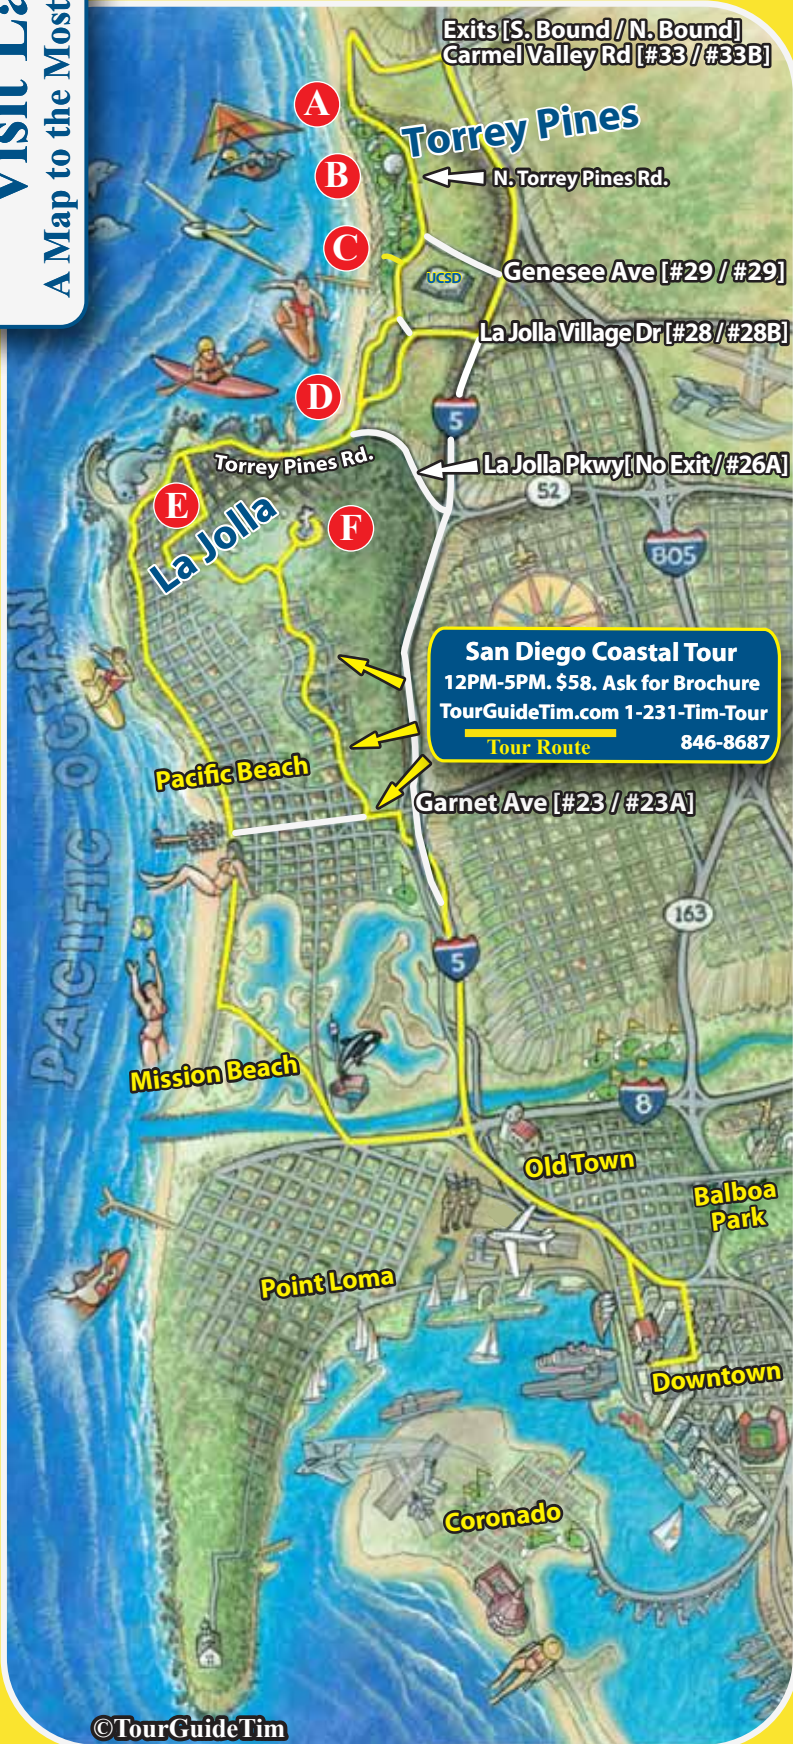 Visit La
A Map to the Most
Exits [S. Bound / N. Bound]
Carmel Valley Rd [#33 / #33B]
A
Torrey Pines
B
N. Torrey Pines Rd.
C
UCSD
Genesee Ave [#29 / #29]
La Jolla Village Dr [#28 / #28B]
D
5
Torrey Pines Rd.
La Jolla Pkwy[ No Exit / #26A]
52
E
La Jolla
F
805
PACIFIC OCEAN
San Diego Coastal Tour
12PM-5PM. $58. Ask for Brochure
TourGuideTim.com 1-231-Tim-Tour
Tour Route
846-8687
Pacific Beach
Garnet Ave [#23 / #23A]
163
5
Mission Beach
8
Old Town
Balboa
Park
Point Loma
Downtown
Coronado
©TourGuideTim